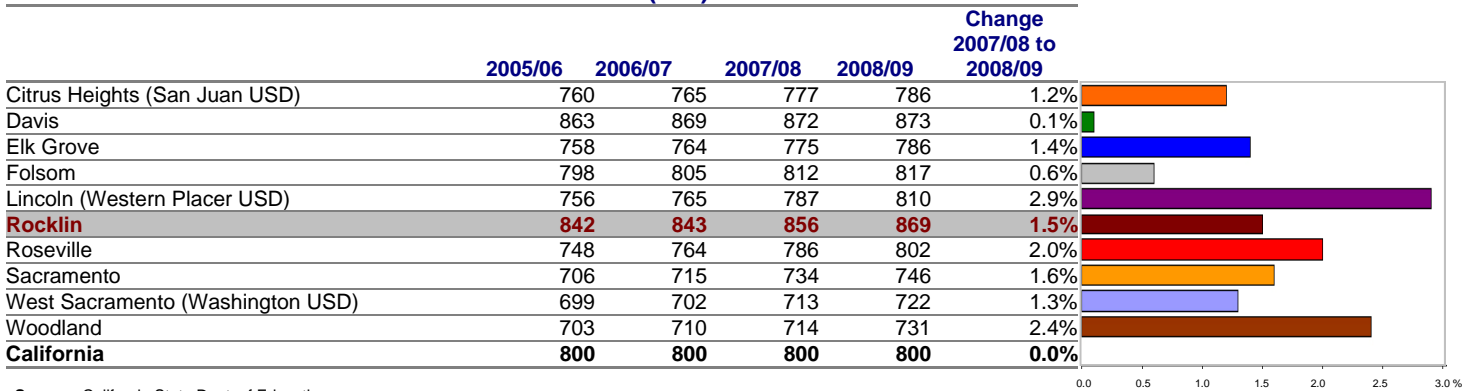 Change
2007/08 to
2005/06 2006/07 2007/08 2008/09 2008/09
Citrus Heights (San Juan USD) 760 765 777 786 1.2%
Davis 863 869 872 873 0.1%
Elk Grove 758 764 775 786 1.4%
Folsom 798 805 812 817 0.6%
Lincoln (Western Placer USD) 756 765 787 810 2.9%
Rocklin 842 843 856 869 1.5%
Roseville 748 764 786 802 2.0%
Sacramento 706 715 734 746 1.6%
West Sacramento (Washington USD) 699 702 713 722 1.3%
Woodland 703 710 714 731 2.4%
California 800 800 800 800 0.0%
0.0 0.5 1.0 1.5 2.0 2.5 3.0 %